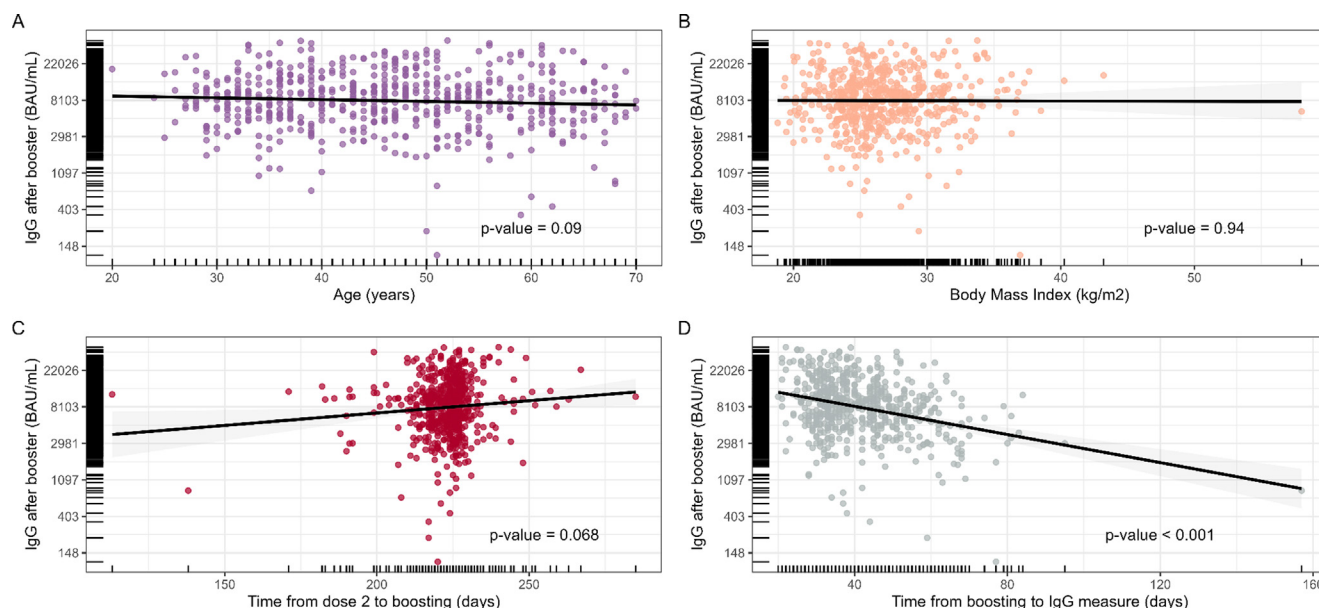 A
IgG after booster (BAU/mL)
22026
8103
2981
1097
403
148
p-value = 0.09
20
30
40
50
60
70
Age (years)
B
IgG after booster (BAU/mL)
22026
8103
2981
1097
403
148
p-value = 0.94
20
30
40
50
Body Mass Index (kg/m2)
C
IgG after booster (BAU/mL)
22026
8103
2981
1097
403
148
p-value = 0.068
150
200
250
Time from dose 2 to boosting (days)
D
IgG after booster (BAU/mL)
22026
8103
2981
1097
403
148
p-value < 0.001
40
80
120
160
Time from boosting to IgG measure (days)